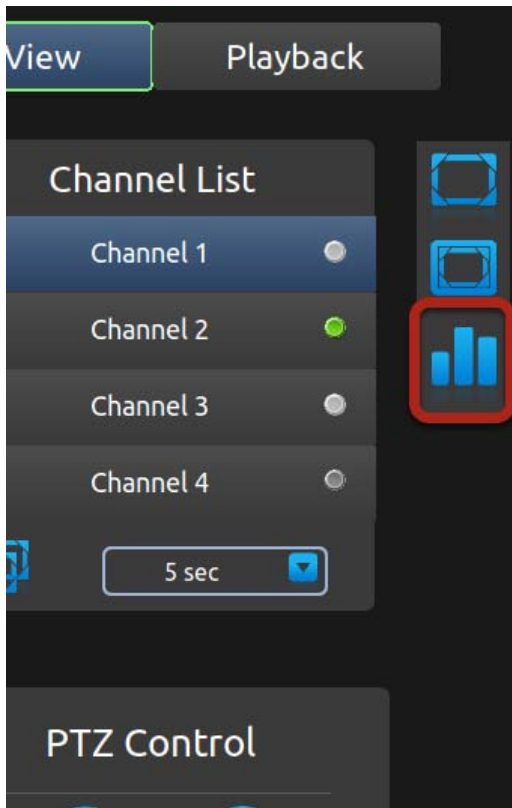 View
Playback
Channel List
Channel 1
Channel 2
Channel 3
Channel 4
5 sec
PTZ Control